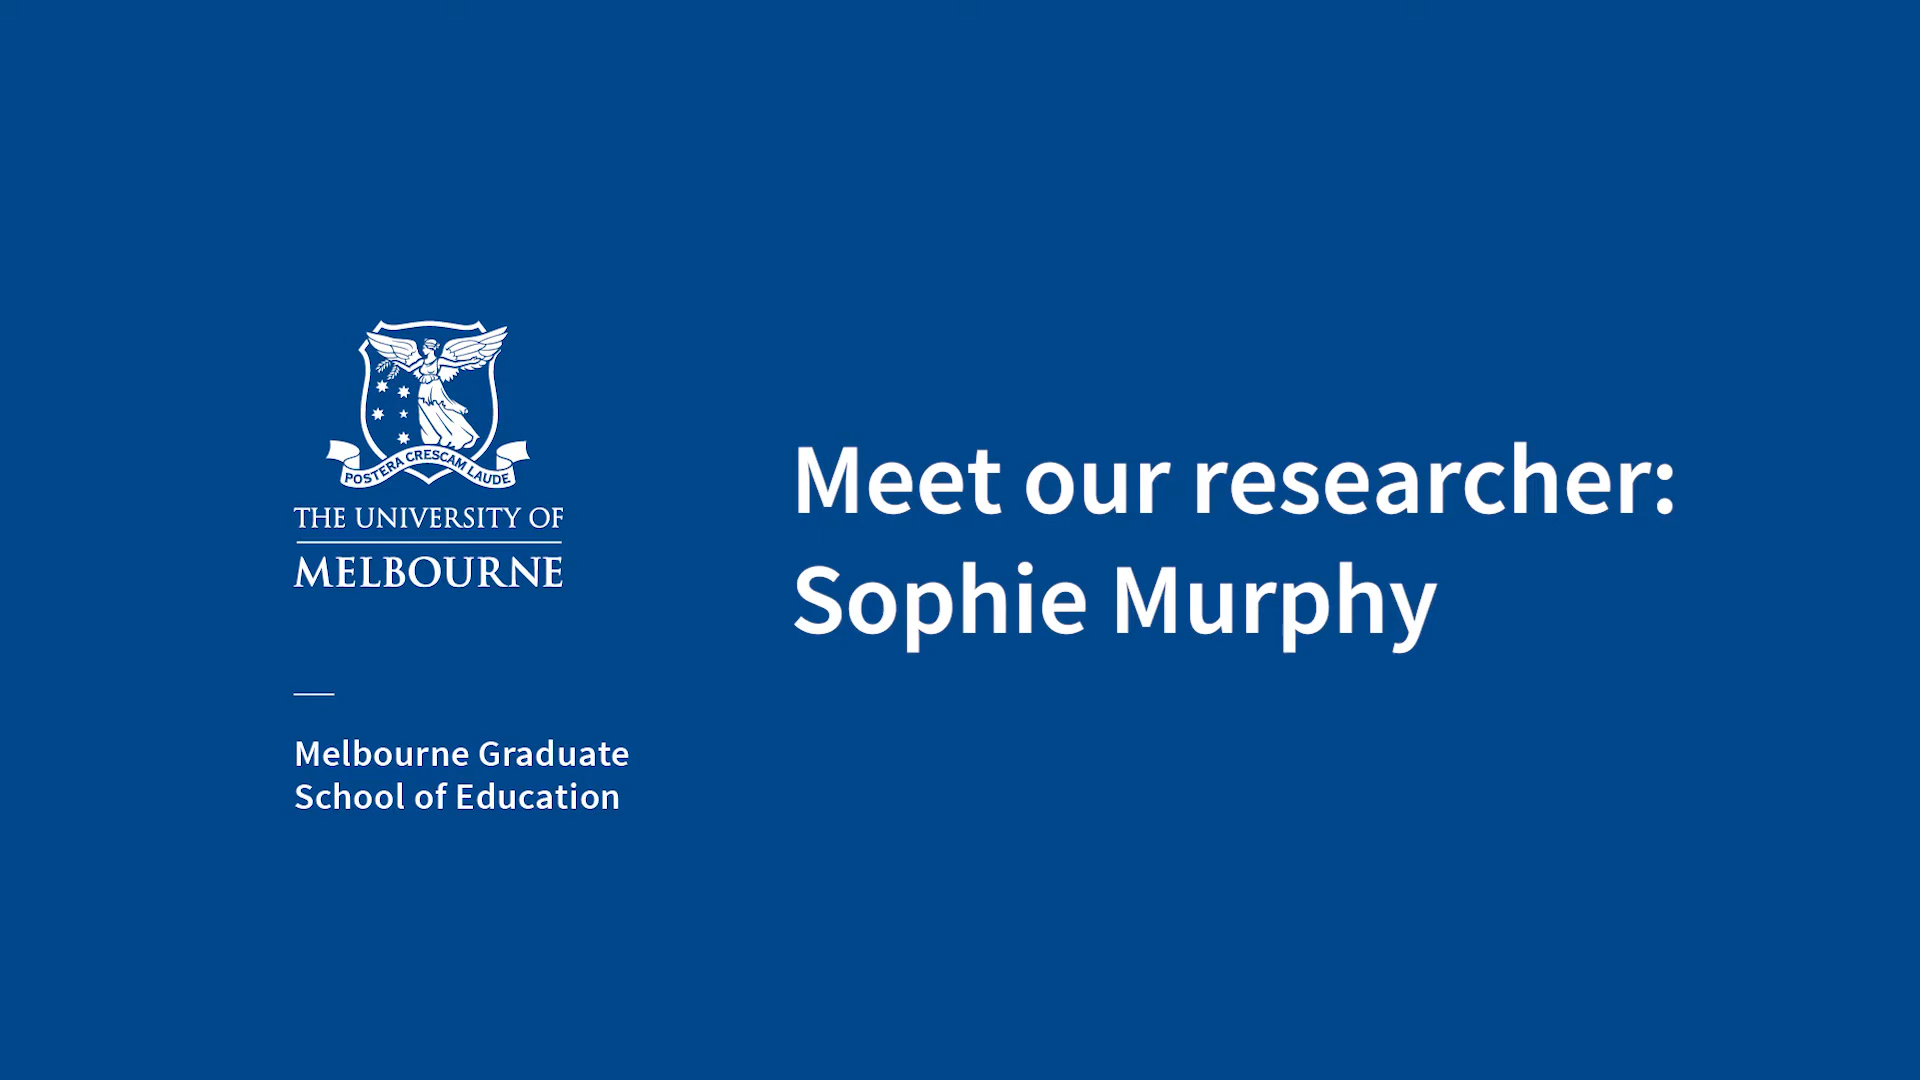 POSTERA CRESCAM LAUDE
THE UNIVERSITY OF
MELBOURNE
Melbourne Graduate
School of Education
Meet our researcher:
Sophie Murphy